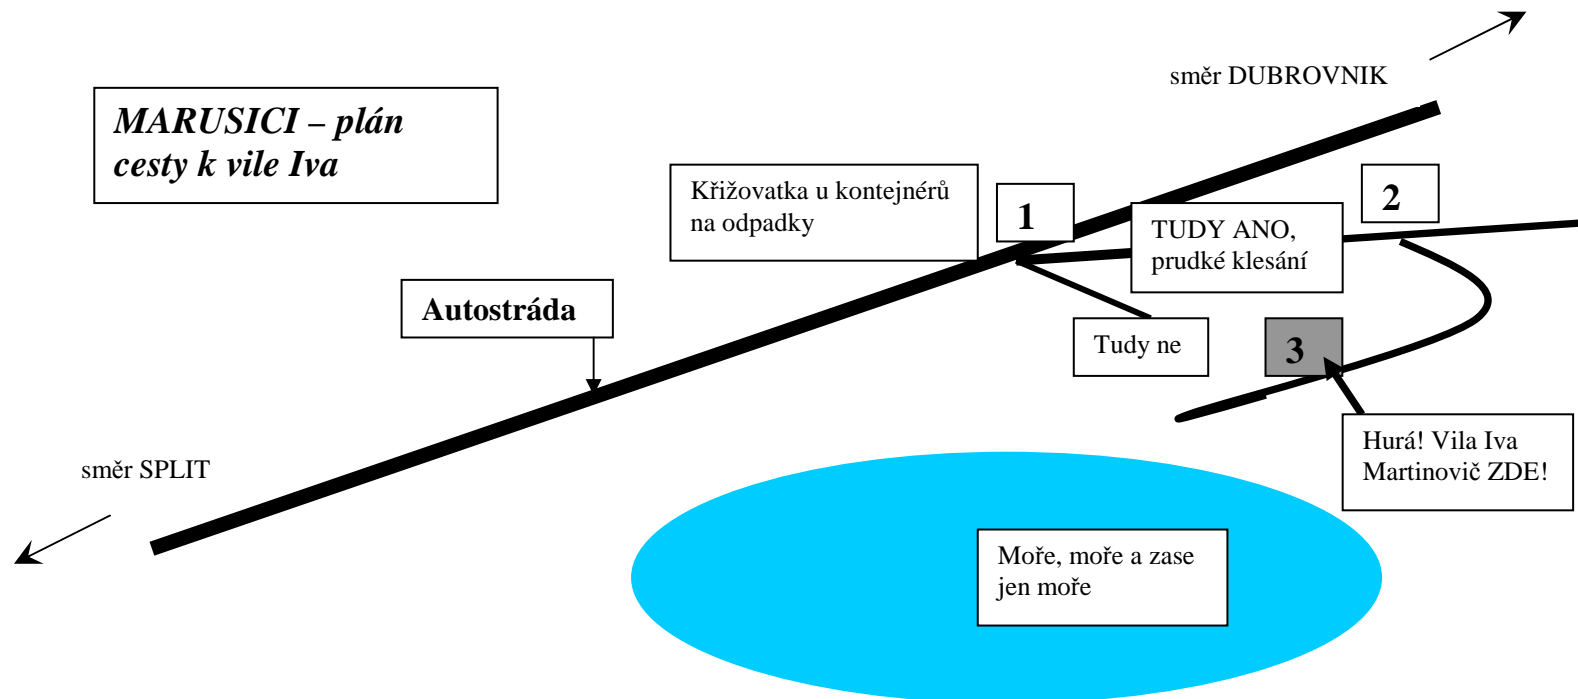 směr DUBROVNIK
MARUSICI – plán
cesty k vile Iva
Křižovatka u kontejnérů
na odpadky
1
2
TUDY ANO,
prudké klesání
Autostráda
Tudy ne
3
Hurá! Vila Iva
Martinovič ZDE!
směr SPLIT
Moře, moře a zase
jen moře